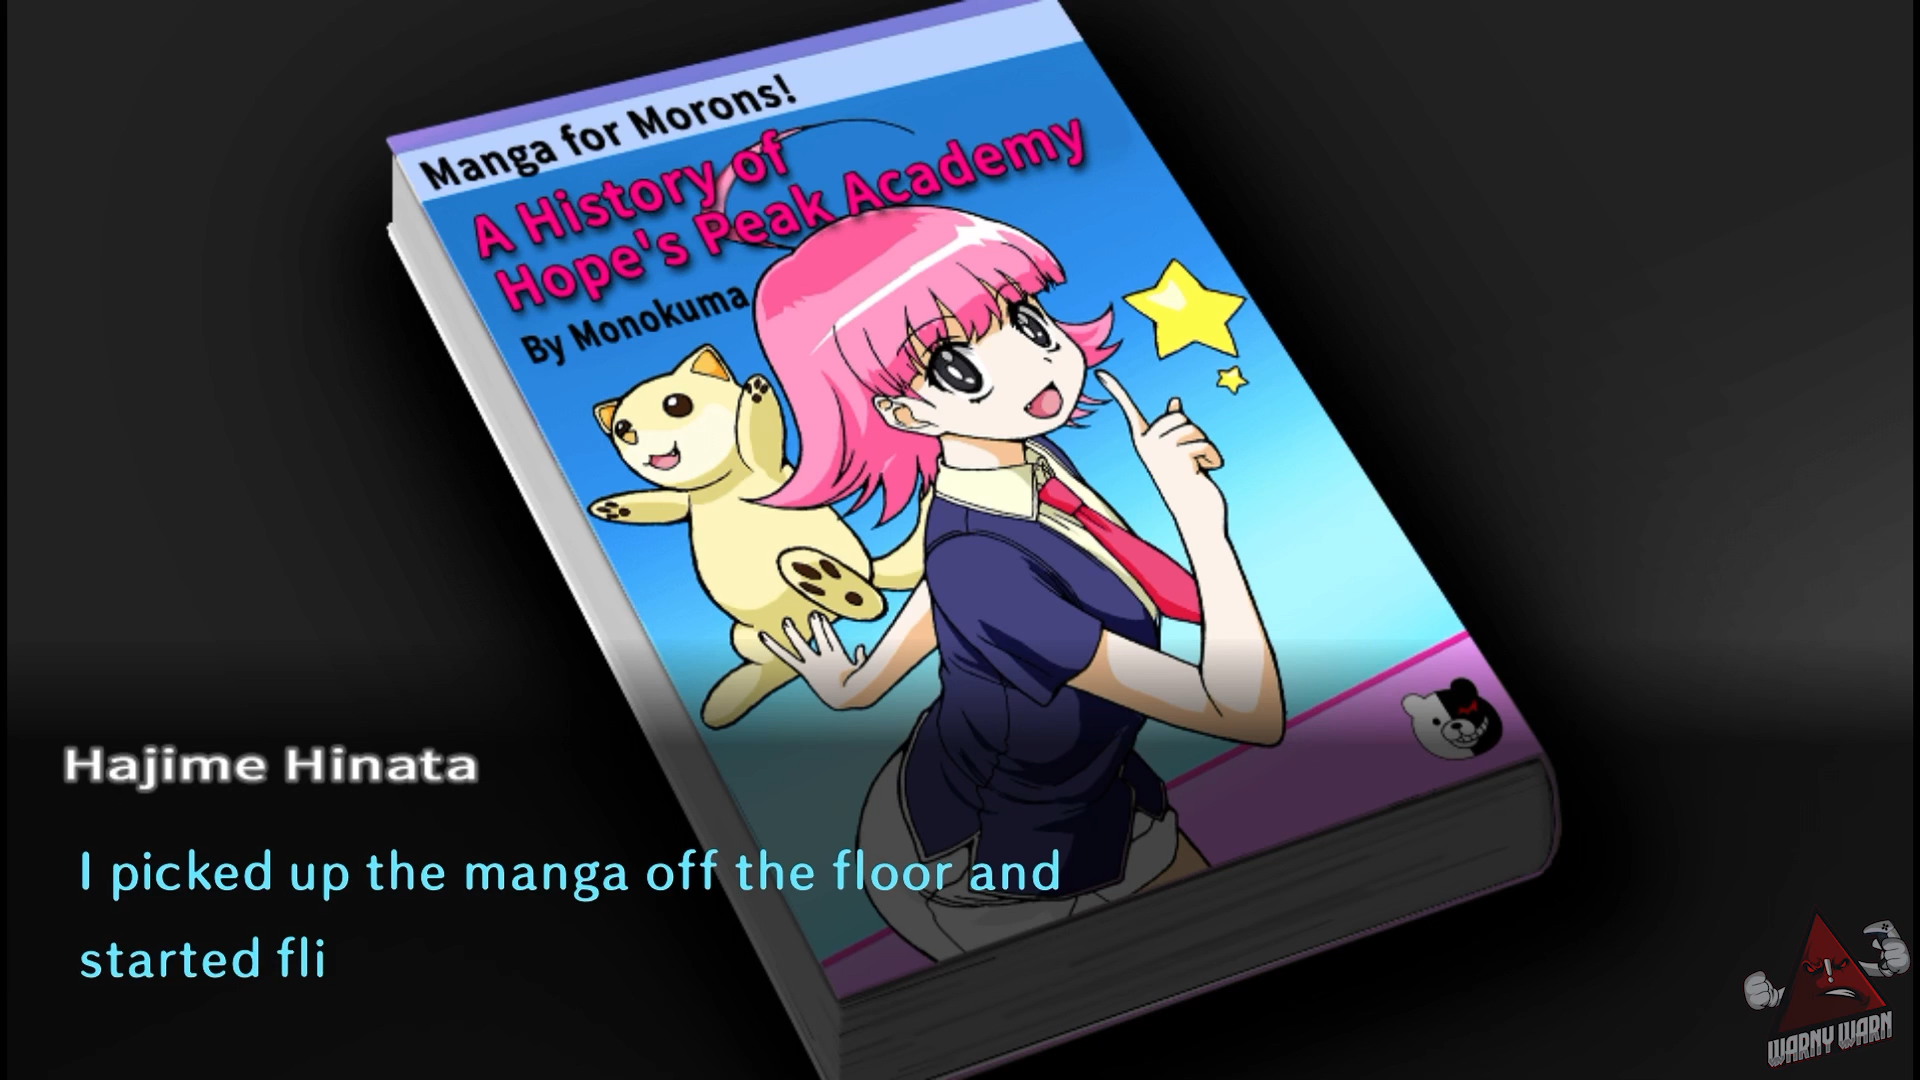 Manga for Morons!
A History of
Hope's Peak Academy
By Monokuma
Hajime Hinata
I picked up the manga off the floor and
started fli
WARNY WARN